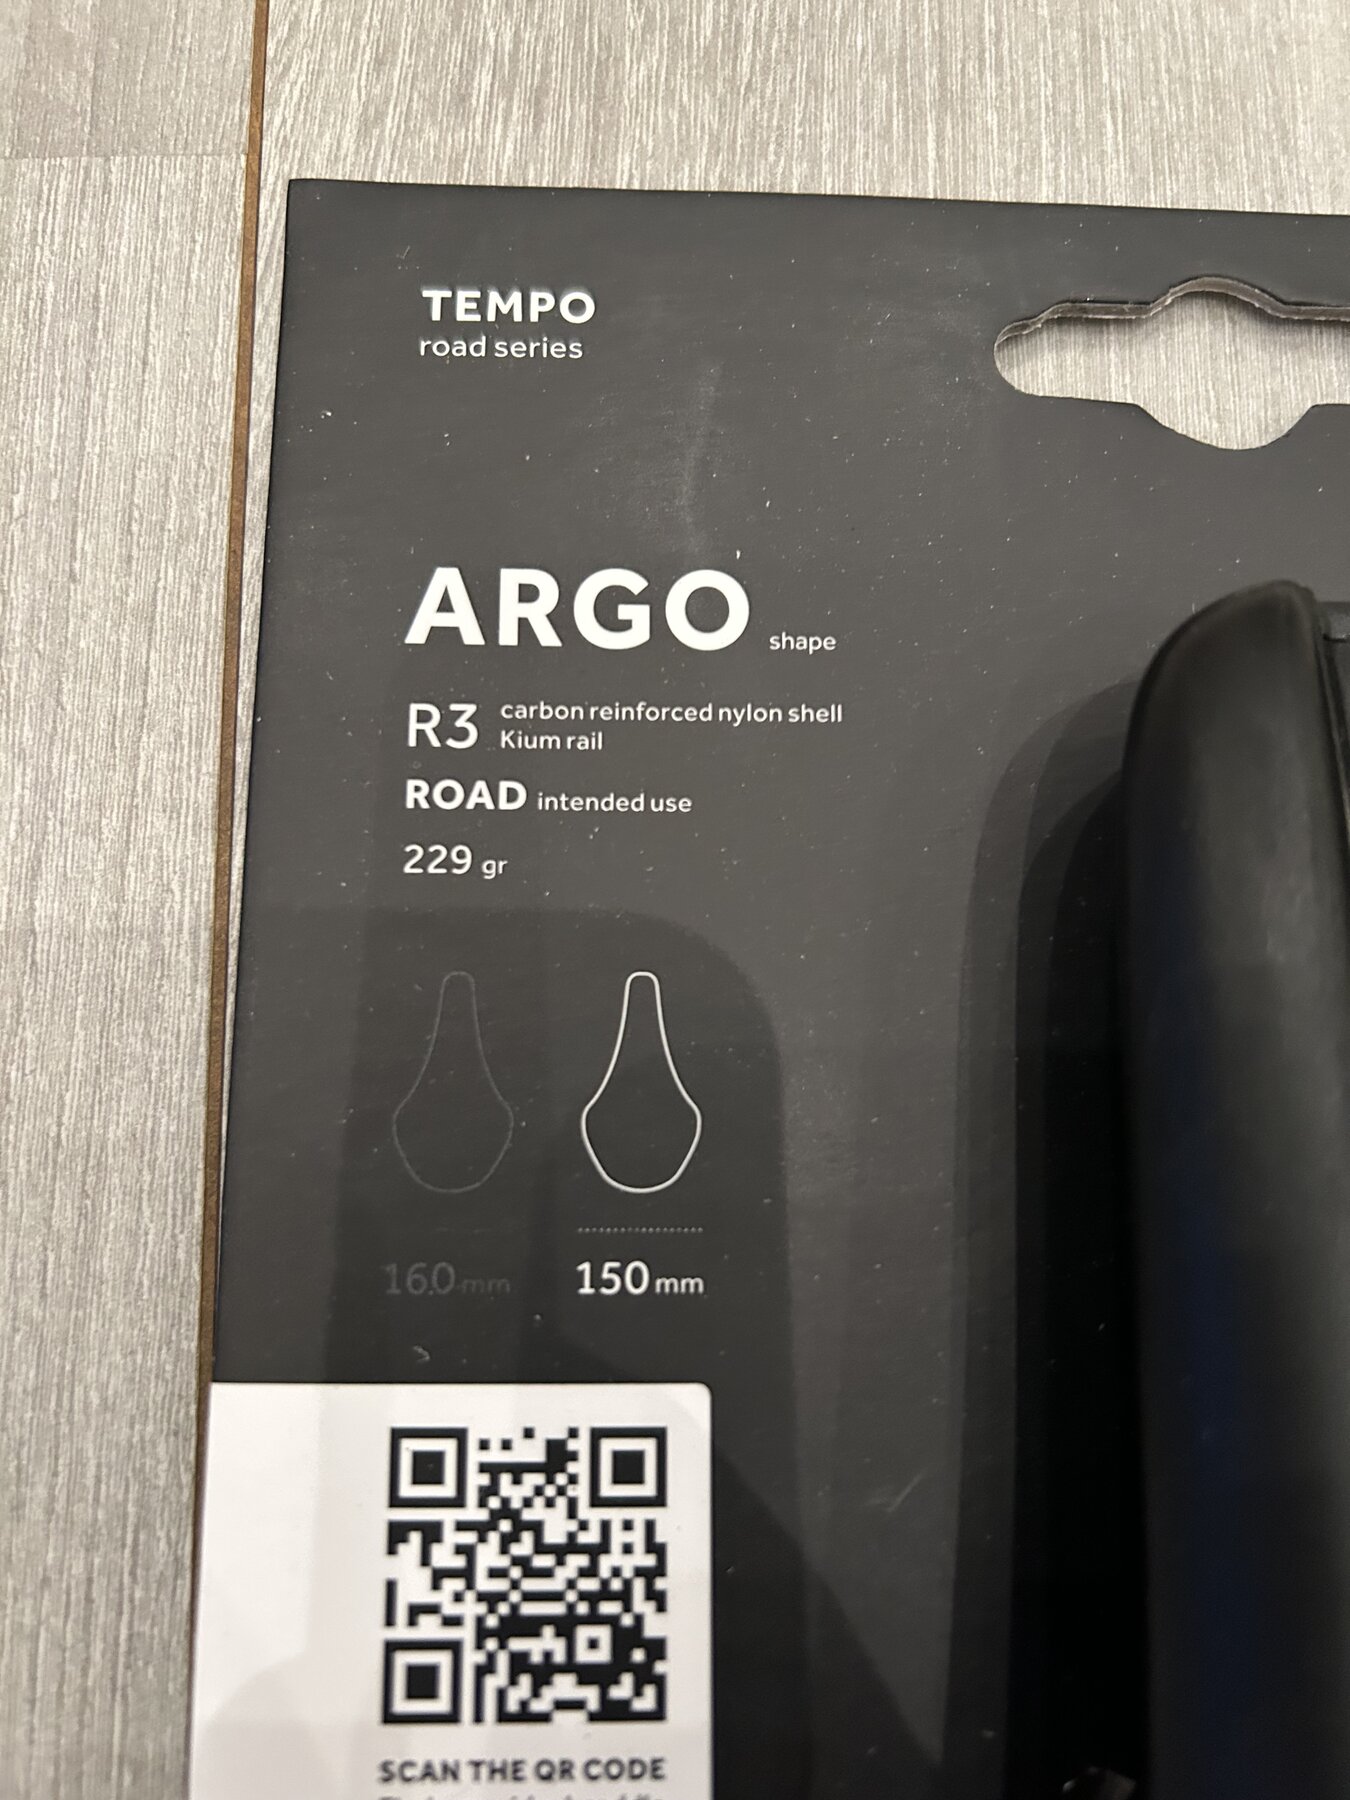 TEMPO
road series
ARGO shape
R3 carbon reinforced nylon shell
Kium rail
ROAD intended use
229 gr
160 mm 150 mm
SCAN THE QR CODE